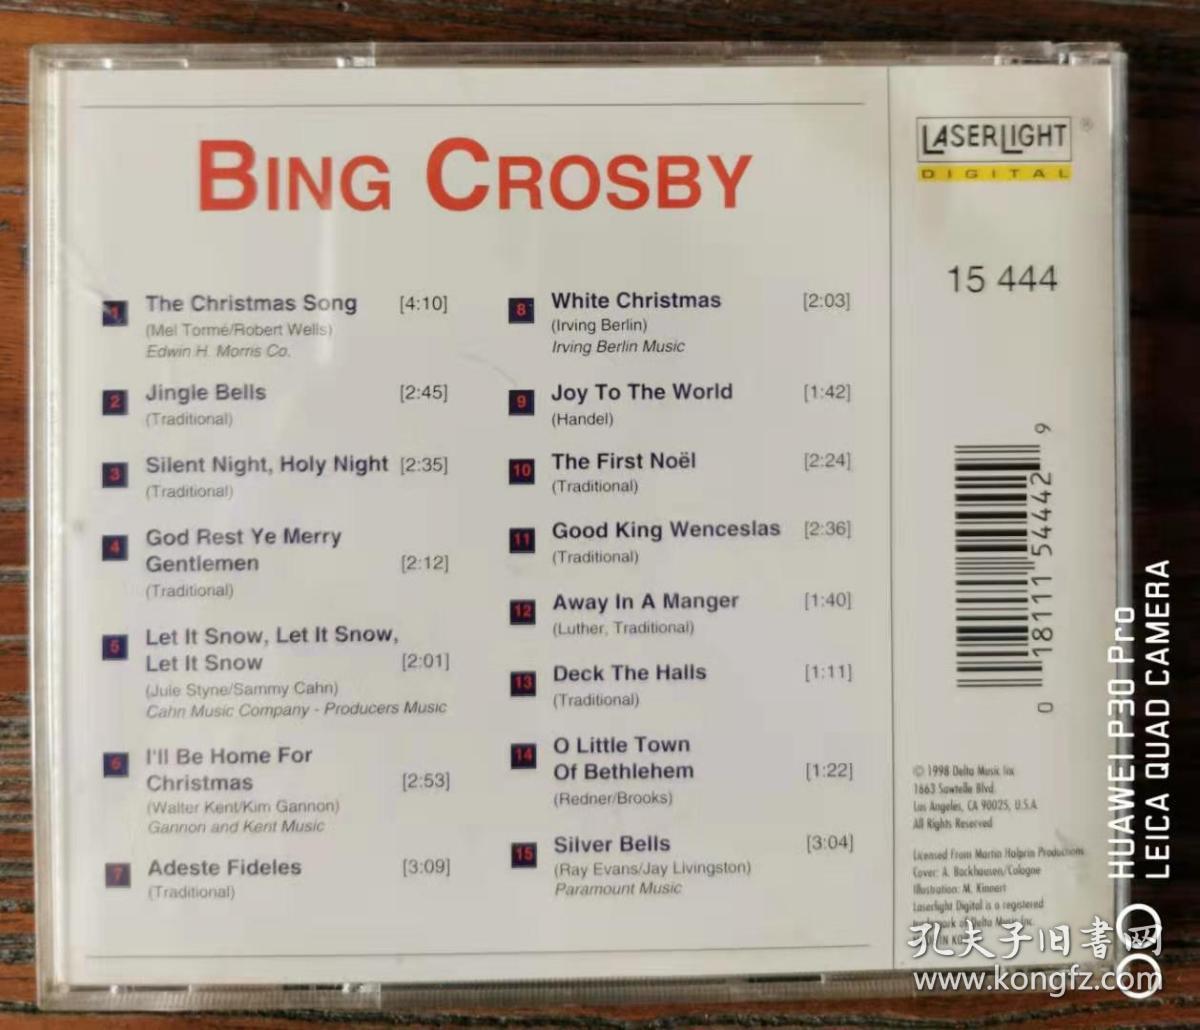 BING CROSBY
1 The Christmas Song [4:10]
(Mel Tormé/Robert Wells)
Edwin H. Morris Co.
2 Jingle Bells [2:45]
(Traditional)
3 Silent Night, Holy Night [2:35]
(Traditional)
4 God Rest Ye Merry
Gentlemen [2:12]
(Traditional)
5 Let It Snow, Let It Snow,
Let It Snow [2:01]
(Jule Styne/Sammy Cahn)
Cahn Music Company - Producers Music
6 I'll Be Home For
Christmas [2:53]
(Walter Kent/Kim Gannon)
Gannon and Kent Music
7 Adeste Fideles [3:09]
(Traditional)
8 White Christmas [2:03]
(Irving Berlin)
Irving Berlin Music
9 Joy To The World [1:42]
(Handel)
10 The First Noël [2:24]
(Traditional)
11 Good King Wenceslas [2:36]
(Traditional)
12 Away In A Manger [1:40]
(Luther, Traditional)
13 Deck The Halls [1:11]
(Traditional)
14 O Little Town
Of Bethlehem [1:22]
(Redner/Brooks)
15 Silver Bells [3:04]
(Ray Evans/Jay Livingston)
Paramount Music
LASERLIGHT ®
DIGITAL
15 444
0 18111 54442 9
© 1998 Delta Music Inc
1663 Sawtelle Blvd.
Los Angeles, CA 90025, U.S.A.
All Rights Reserved
Licensed From Martin Halprin Productions
Cover: A. Backhausen/Cologne
Illustration: M. Kinnert
Laserlight Digital is a registered
trademark of Delta Music Inc.
IN
HUAWEI P30 Pro
LEICA QUAD CAMERA
孔夫子旧書网
www.kongfz.com